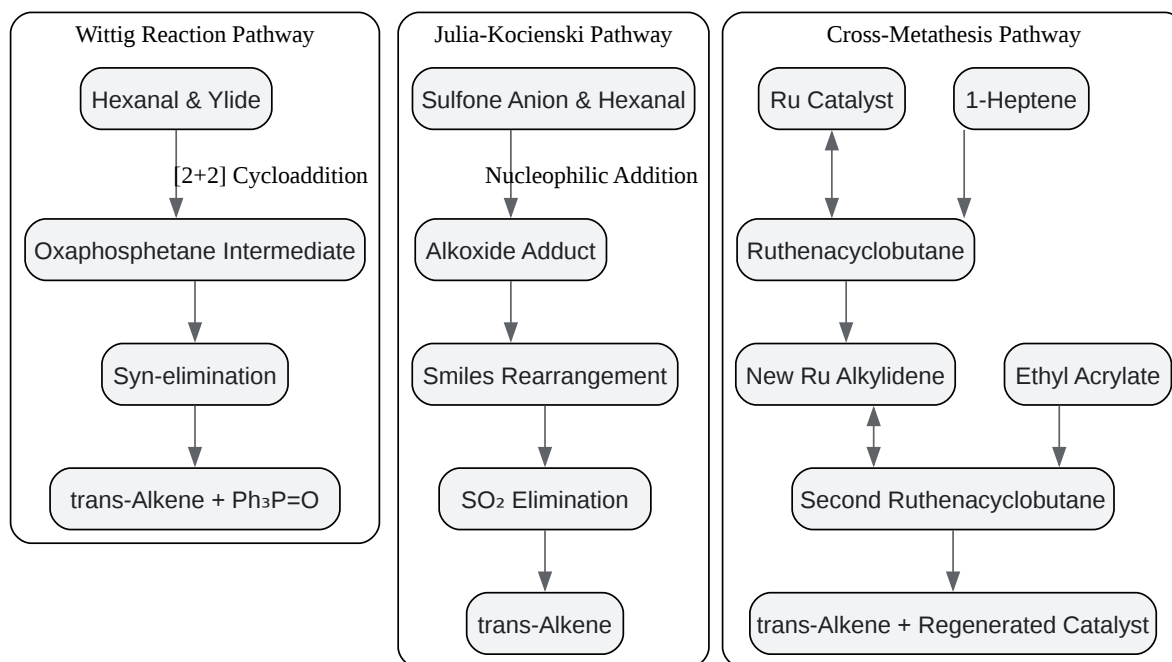 Wittig Reaction Pathway
Hexanal & Ylide
[2+2] Cycloaddition
Oxaphosphetane Intermediate
Syn-elimination
trans-Alkene + Ph₃P=O
Julia-Kocienski Pathway
Sulfone Anion & Hexanal
Nucleophilic Addition
Alkoxide Adduct
Smiles Rearrangement
SO₂ Elimination
trans-Alkene
Cross-Metathesis Pathway
Ru Catalyst
1-Heptene
Ruthenacyclobutane
New Ru Alkylidene
Ethyl Acrylate
Second Ruthenacyclobutane
trans-Alkene + Regenerated Catalyst